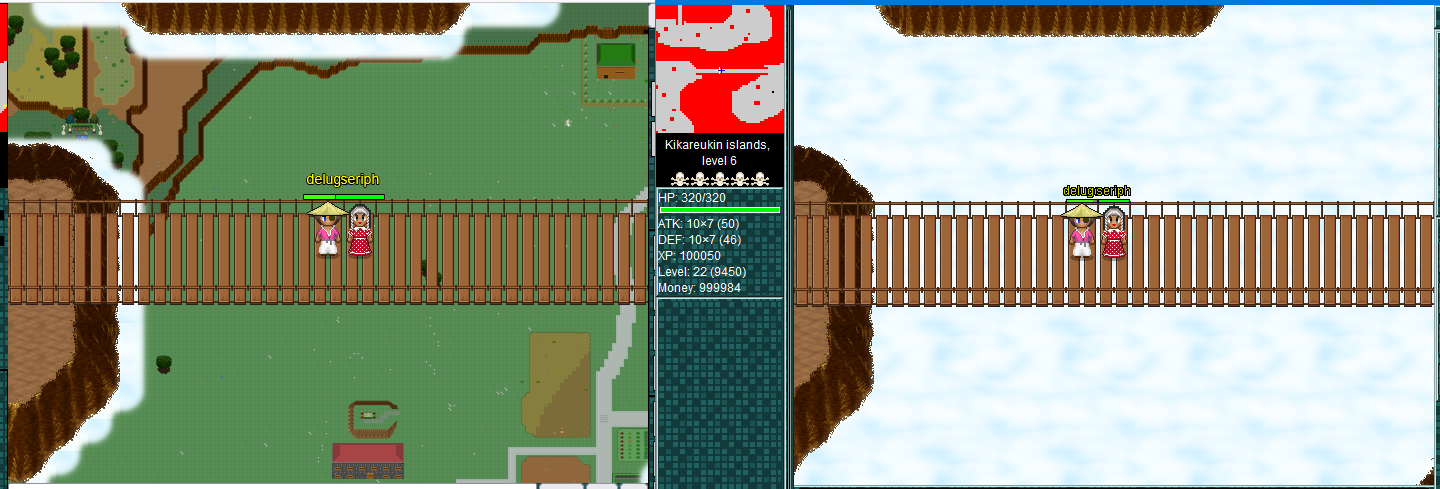 delugseriph
Kikareukin islands,
level 6
HP: 320/320
ATK: 10×7 (50)
DEF: 10×7 (46)
XP: 100050
Level: 22 (9450)
Money: 999984
delugseriph